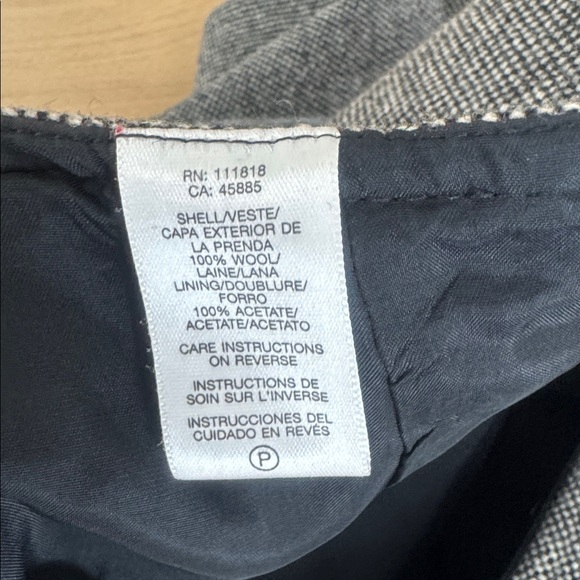 RN: 111818
CA: 45885
SHELL/VESTE/
CAPA EXTERIOR DE
LA PRENDA
100% WOOL/
LAINE/LANA
LINING/DOUBLURE/
FORRO
100% ACETATE/
ACETATE/ACETATO
CARE INSTRUCTIONS
ON REVERSE
INSTRUCTIONS DE
SOIN SUR L'INVERSE
INSTRUCCIONES DEL
CUIDADO EN REVÉS
P